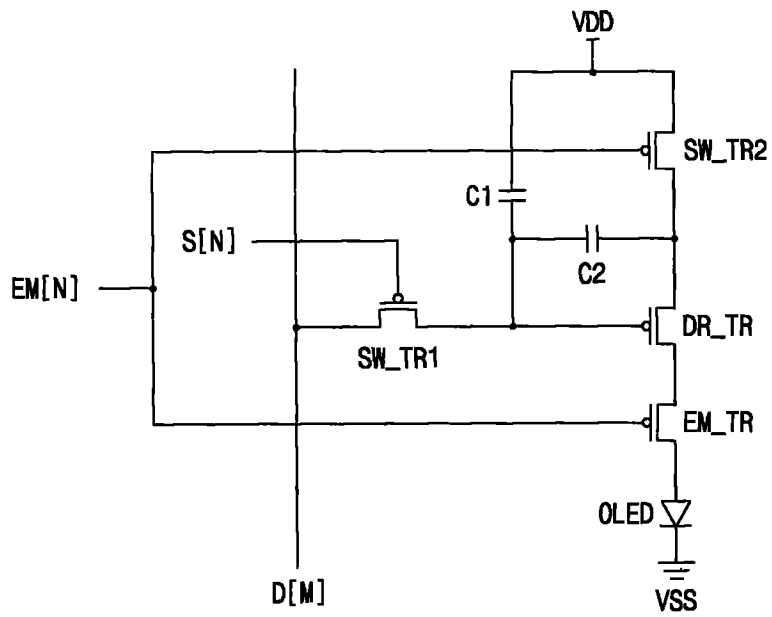 VDD
SW_TR2
C1
S[N]
C2
EM[N]
DR_TR
SW_TR1
EM_TR
OLED
D[M]
VSS